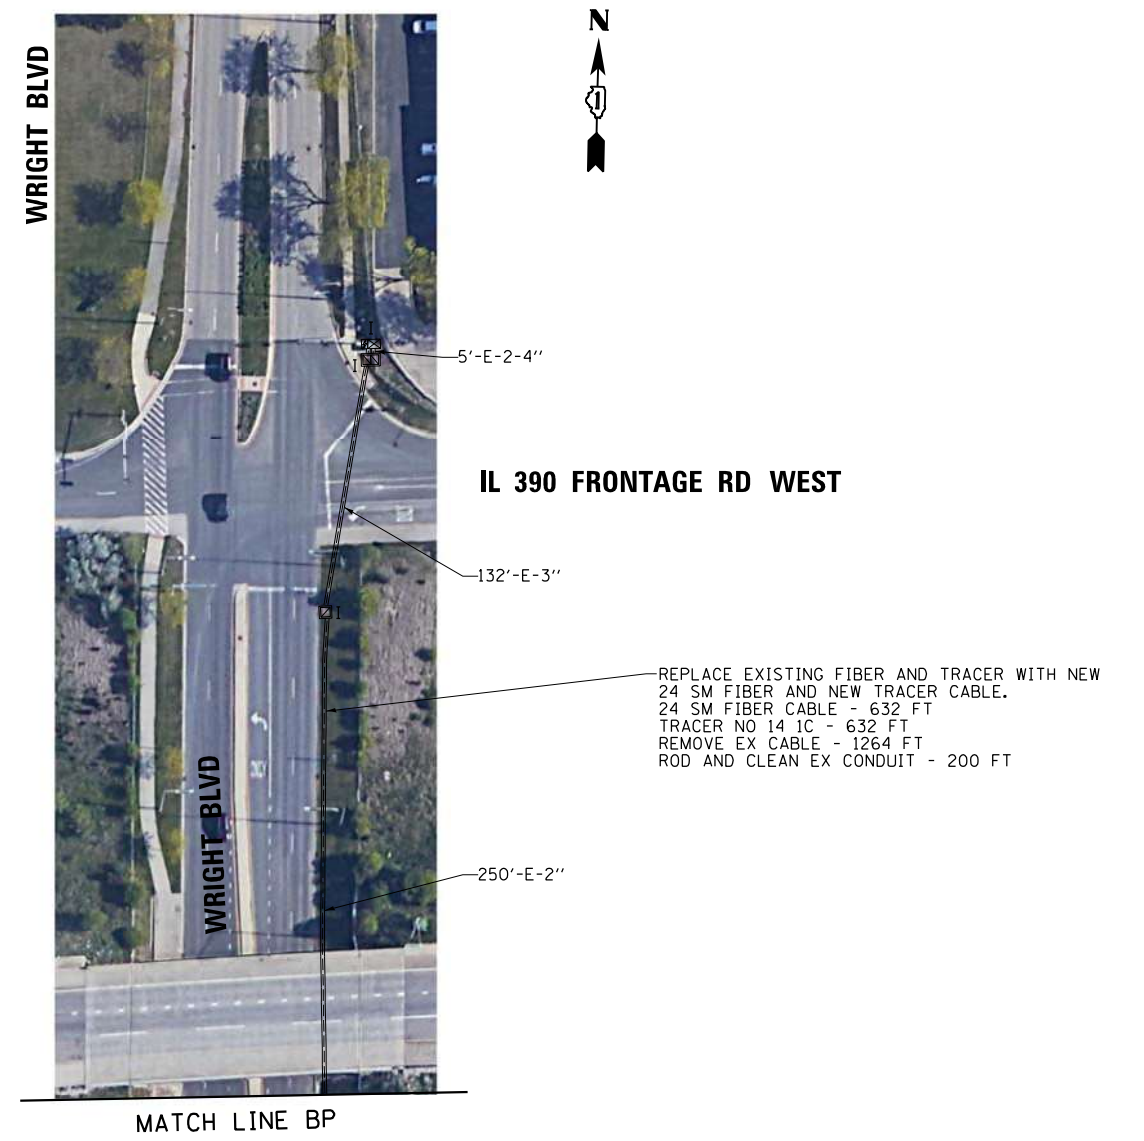 N
1
WRIGHT BLVD
I
5'-E-2-4''
I
IL 390 FRONTAGE RD WEST
132'-E-3''
I
REPLACE EXISTING FIBER AND TRACER WITH NEW
24 SM FIBER AND NEW TRACER CABLE.
24 SM FIBER CABLE - 632 FT
TRACER NO 14 1C - 632 FT
REMOVE EX CABLE - 1264 FT
ROD AND CLEAN EX CONDUIT - 200 FT
WRIGHT BLVD
250'-E-2''
MATCH LINE BP